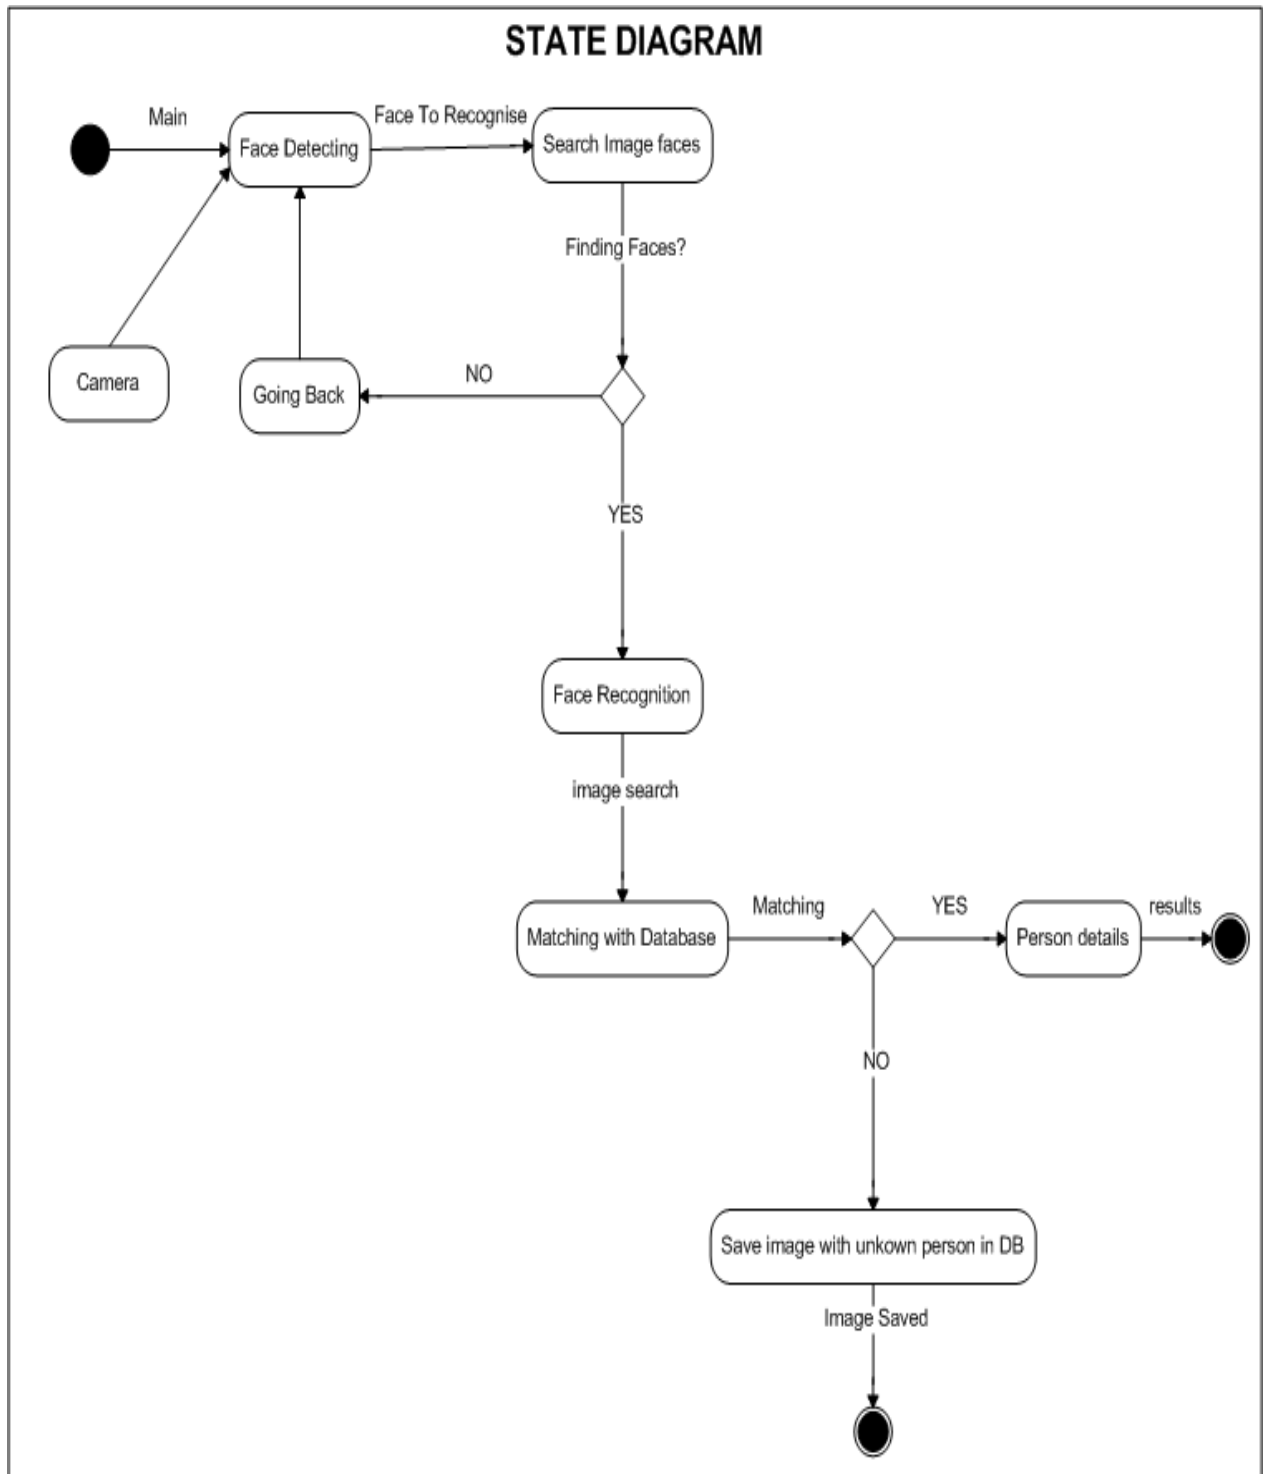 STATE DIAGRAM
Main
Face To Recognise
Face Detecting
Search Image faces
Finding Faces?
Camera
Going Back
NO
YES
Face Recognition
image search
Matching with Database
Matching
YES
Person details
results
NO
Save image with unkown person in DB
Image Saved